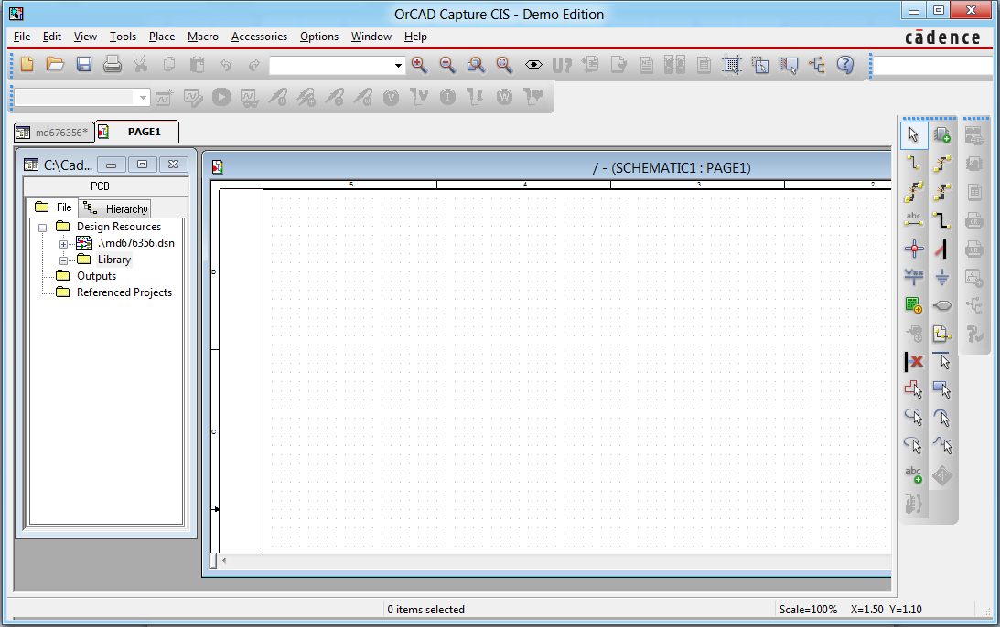 OrCAD Capture CIS - Demo Edition
File Edit View Tools Place Macro Accessories Options Window Help
cādence
U?
V V I I W
md676356* PAGE1
C:\Cad... / - (SCHEMATIC1 : PAGE1)
PCB
5 4 3 2
File Hierarchy
Design Resources
.\md676356.dsn
Library
Outputs
Referenced Projects
D
C
abc
abc
0 items selected Scale=100% X=1.50 Y=1.10